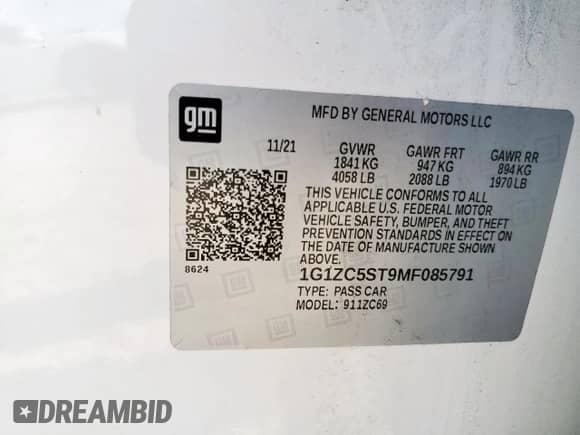 gm
MFD BY GENERAL MOTORS LLC
11/21 GVWR GAWR FRT GAWR RR
1841 KG 947 KG 894 KG
4058 LB 2088 LB 1970 LB
THIS VEHICLE CONFORMS TO ALL
APPLICABLE U.S. FEDERAL MOTOR
VEHICLE SAFETY, BUMPER, AND THEFT
PREVENTION STANDARDS IN EFFECT ON
THE DATE OF MANUFACTURE SHOWN
ABOVE.
8624
1G1ZC5ST9MF085791
TYPE: PASS CAR
MODEL: 911ZC69
DREAMBID